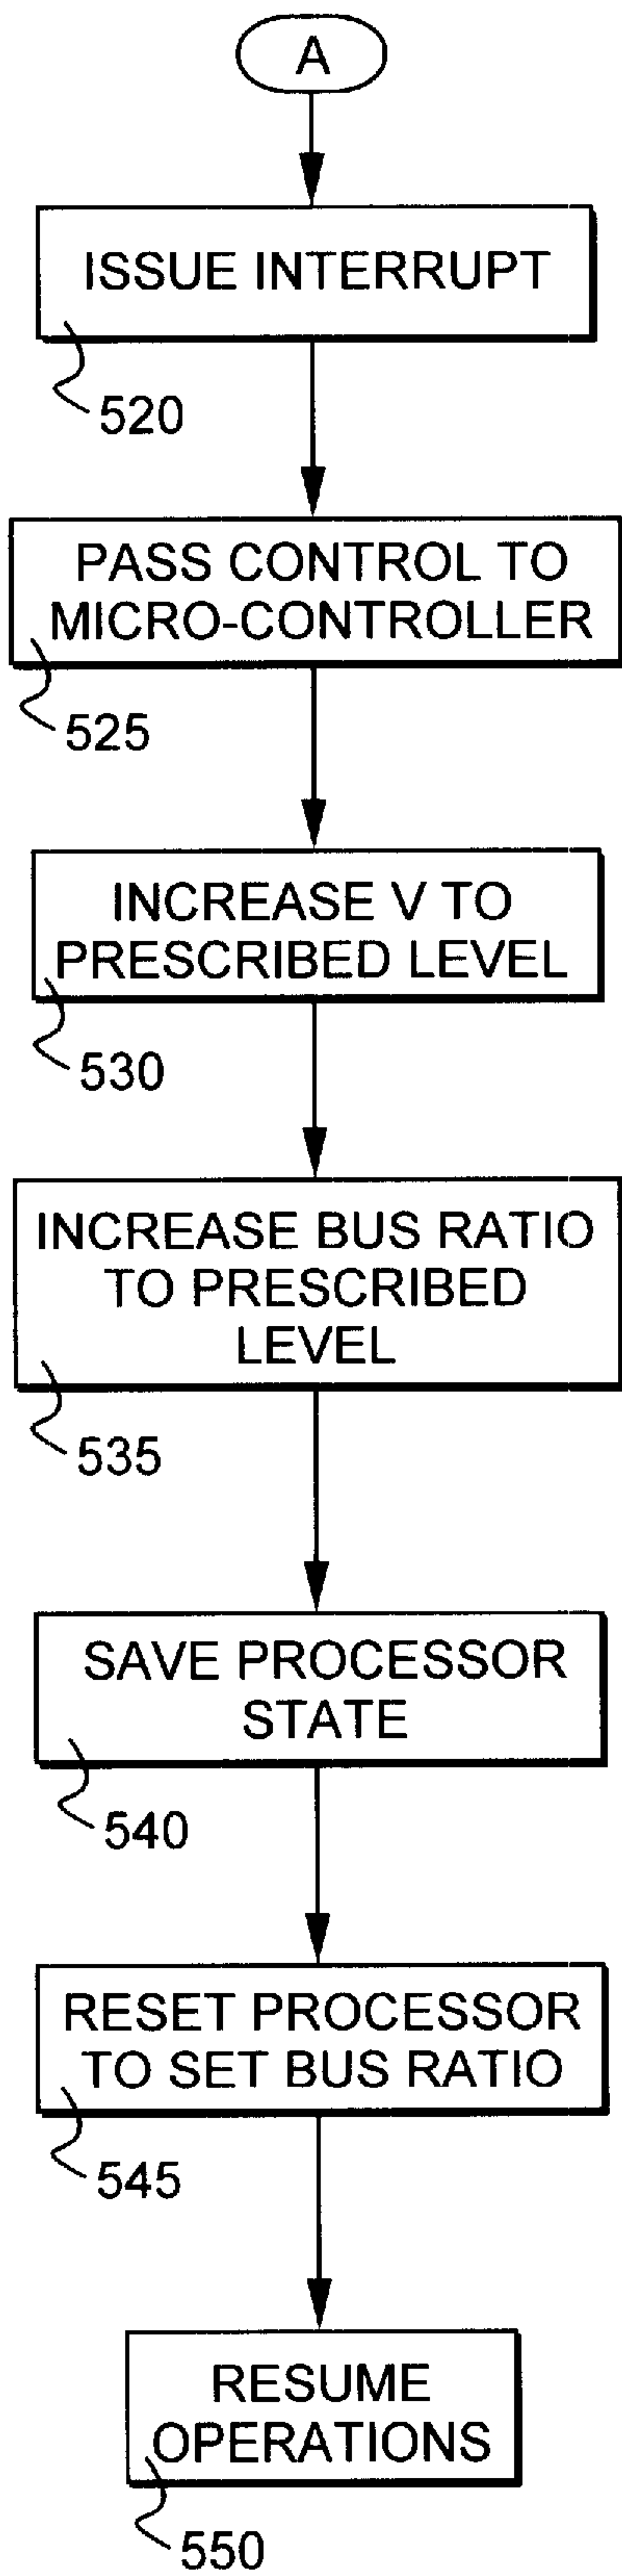 A
ISSUE INTERRUPT
520
PASS CONTROL TO
MICRO-CONTROLLER
525
INCREASE V TO
PRESCRIBED LEVEL
530
INCREASE BUS RATIO
TO PRESCRIBED
LEVEL
535
SAVE PROCESSOR
STATE
540
RESET PROCESSOR
TO SET BUS RATIO
545
RESUME
OPERATIONS
550